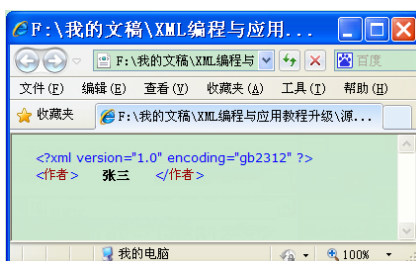 F:\我的文稿\XML编程与应用...
F:\我的文稿\XML编程与
百度
文件(F) 编辑(E) 查看(V) 收藏夹(A) 工具(T) 帮助(H)
收藏夹 F:\我的文稿\XML编程与应用教程升级\源...
<?xml version="1.0" encoding="gb2312" ?>
<作者> 张三 </作者>
我的电脑 100%